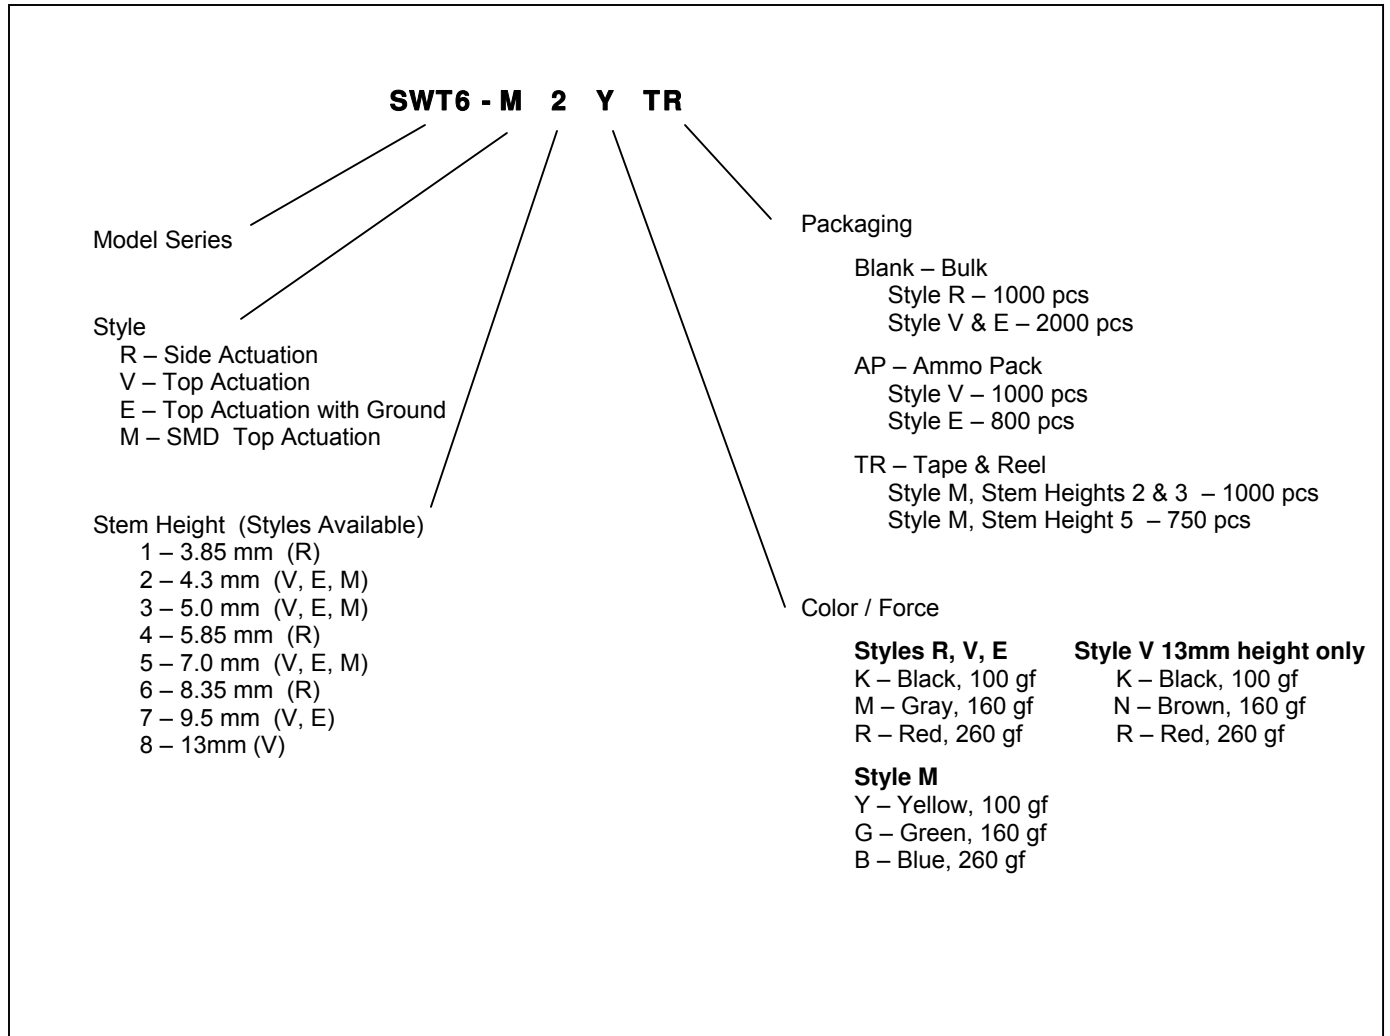 SWT6 - M 2 Y TR
Model Series
Style
R – Side Actuation
V – Top Actuation
E – Top Actuation with Ground
M – SMD Top Actuation
Stem Height (Styles Available)
1 – 3.85 mm (R)
2 – 4.3 mm (V, E, M)
3 – 5.0 mm (V, E, M)
4 – 5.85 mm (R)
5 – 7.0 mm (V, E, M)
6 – 8.35 mm (R)
7 – 9.5 mm (V, E)
8 – 13mm (V)
Packaging
Blank – Bulk
Style R – 1000 pcs
Style V & E – 2000 pcs
AP – Ammo Pack
Style V – 1000 pcs
Style E – 800 pcs
TR – Tape & Reel
Style M, Stem Heights 2 & 3 – 1000 pcs
Style M, Stem Height 5 – 750 pcs
Color / Force
Styles R, V, E
K – Black, 100 gf
M – Gray, 160 gf
R – Red, 260 gf
Style V 13mm height only
K – Black, 100 gf
N – Brown, 160 gf
R – Red, 260 gf
Style M
Y – Yellow, 100 gf
G – Green, 160 gf
B – Blue, 260 gf